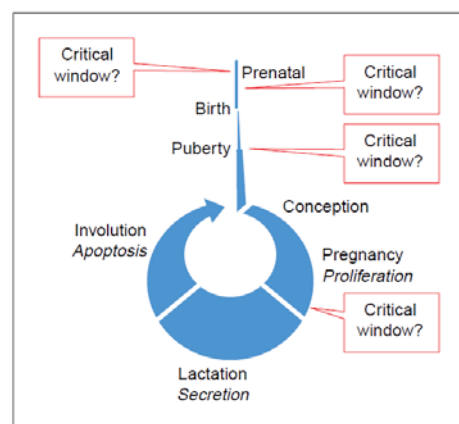 Critical
window?
Prenatal
Critical
window?
Birth
Puberty
Critical
window?
Conception
Involution
Apoptosis
Pregnancy
Proliferation
Critical
window?
Lactation
Secretion